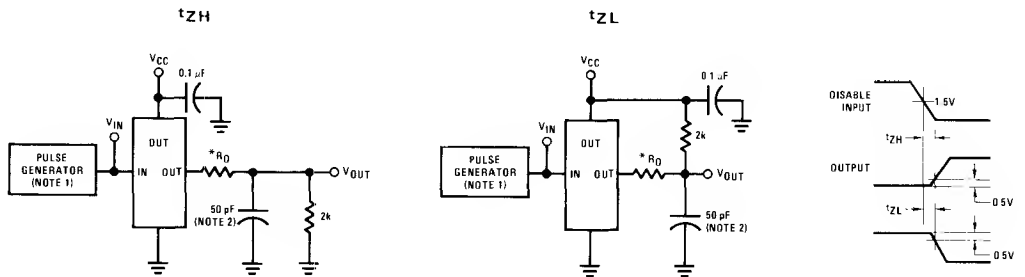 tZH
VCC
0.1 µF
VIN
DUT
PULSE
GENERATOR
(NOTE 1)
IN
OUT
*RO
VOUT
50 pF
(NOTE 2)
2k
tZL
VCC
0.1 µF
VIN
DUT
2k
PULSE
GENERATOR
(NOTE 1)
IN
OUT
*RO
VOUT
50 pF
(NOTE 2)
DISABLE
INPUT
1.5V
tZH
OUTPUT
0.5V
tZL
0.5V